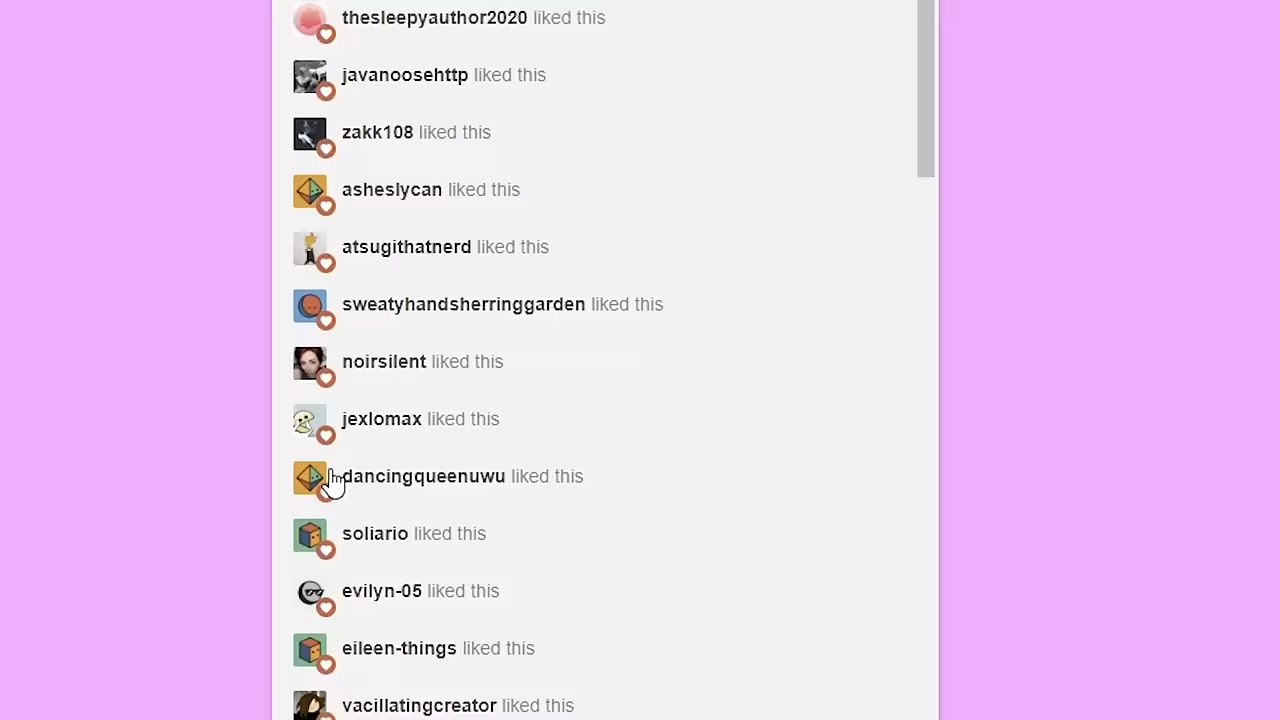 thesleepyauthor2020 liked this
javanoosehttp liked this
zakk108 liked this
asheslycan liked this
atsugithatnerd liked this
sweatyhandsherringgarden liked this
noirsilent liked this
jexlomax liked this
dancingqueenuwu liked this
soliario liked this
evilyn-05 liked this
eileen-things liked this
vacillatingcreator liked this